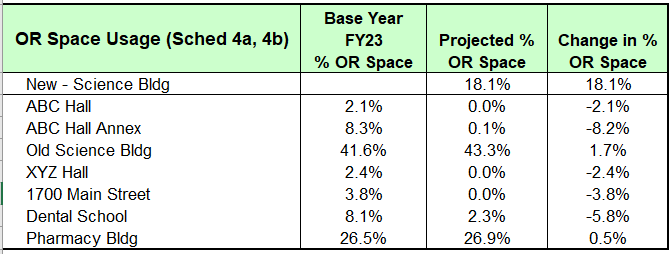 OR Space Usage (Sched 4a, 4b) Base Year FY23 % OR Space Projected % OR Space Change in % OR Space
New - Science Bldg 18.1% 18.1%
ABC Hall 2.1% 0.0% -2.1%
ABC Hall Annex 8.3% 0.1% -8.2%
Old Science Bldg 41.6% 43.3% 1.7%
XYZ Hall 2.4% 0.0% -2.4%
1700 Main Street 3.8% 0.0% -3.8%
Dental School 8.1% 2.3% -5.8%
Pharmacy Bldg 26.5% 26.9% 0.5%